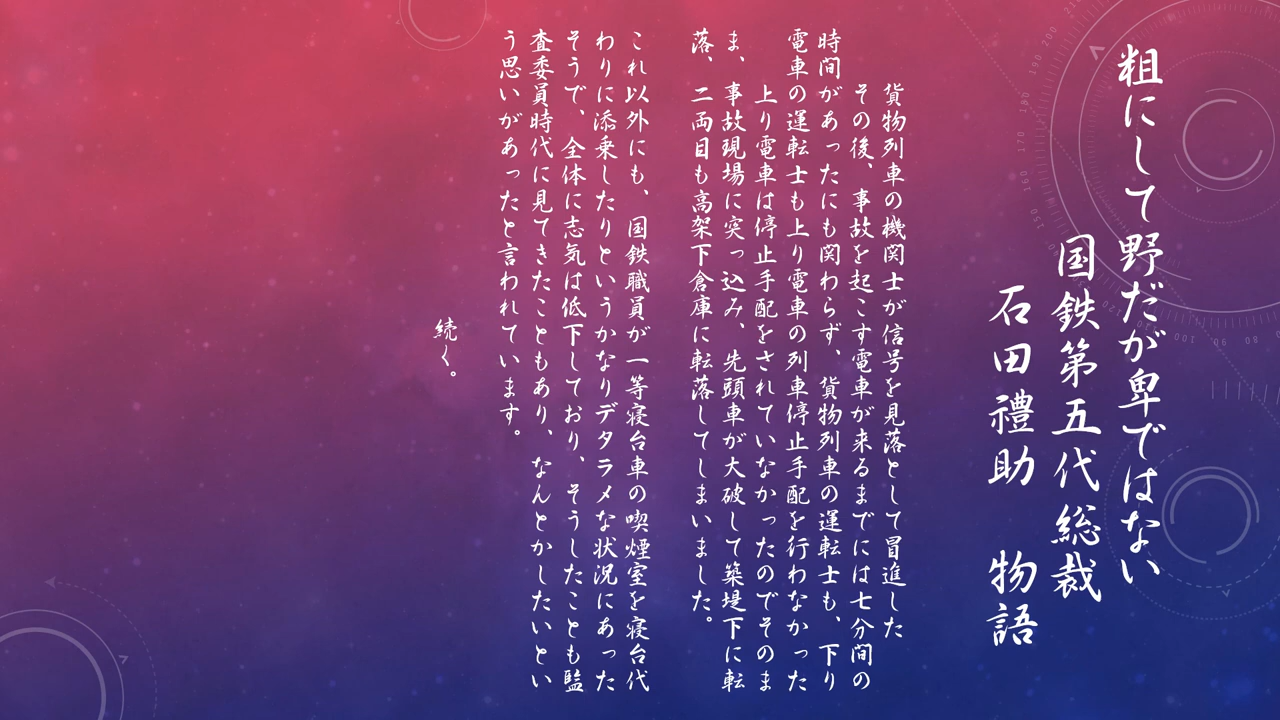 粗にして野だが卑ではない
国鉄第五代総裁
石田禮助　物語
貨物列車の機関士が信号を見落として冒進した
その後、事故を起こす電車が来るまでには七分間の
時間があったにも関わらず、貨物列車の運転士も、下り
電車の運転士も上り電車の列車停止手配を行わなかった
上り電車は停止手配をされていなかったのでそのま
ま、事故現場に突っ込み、先頭車が大破して築堤下に転
落、二両目も高架下倉庫に転落してしまいました。
これ以外にも、国鉄職員が一等寝台車の喫煙室を寝台代
わりに添乗したりというかなりデタラメな状況にあった
そうで、全体に志気は低下しており、そうしたことも監
査委員時代に見てきたこともあり、なんとかしたいとい
う思いがあったと言われています。
続く。
190 200
180
170
160
150
120
110
100
90
80